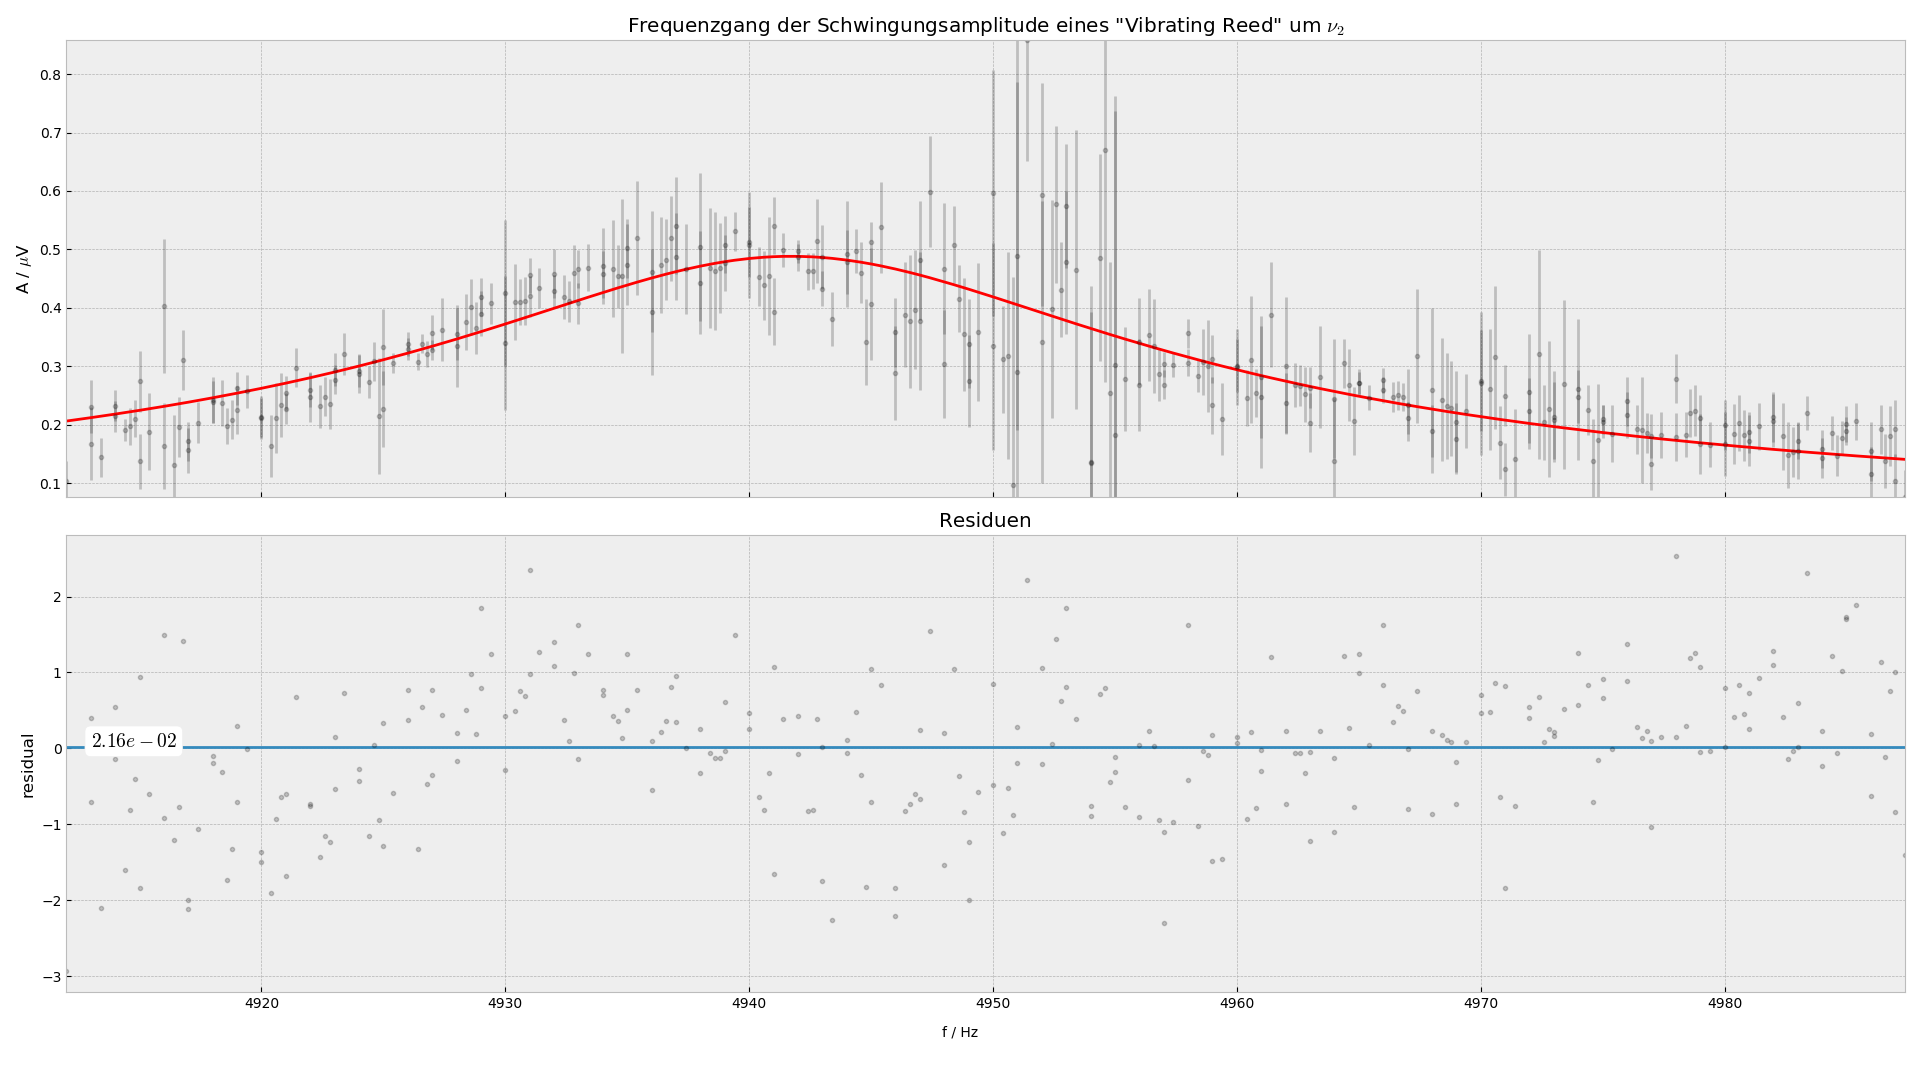 Frequenzgang der Schwingungsamplitude eines "Vibrating Reed" um ν₂
A / μV
0.8
0.7
0.6
0.5
0.4
0.3
0.2
0.1
Residuen
residual
2
1
0
−1
−2
−3
2.16e − 02
4920 4930 4940 4950 4960 4970 4980
f / Hz